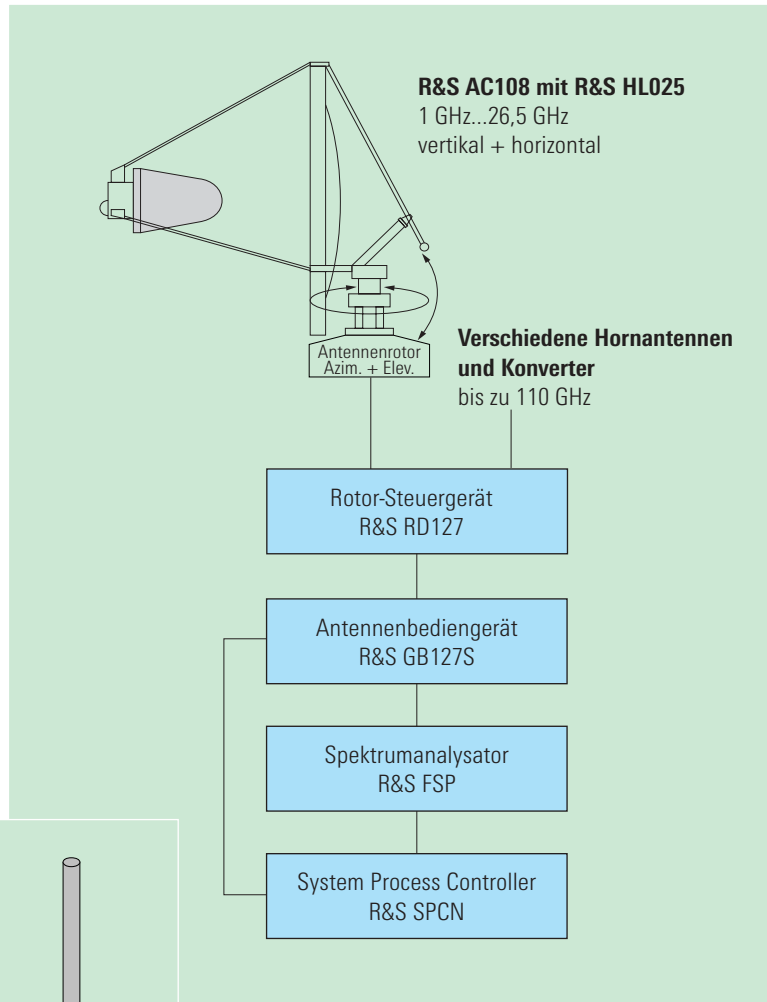 R&S AC108 mit R&S HL025
1 GHz...26,5 GHz
vertikal + horizontal
Antennenrotor
Azim. + Elev.
Verschiedene Hornantennen
und Konverter
bis zu 110 GHz
Rotor-Steuergerät
R&S RD127
Antennenbediengerät
R&S GB127S
Spektrumanalysator
R&S FSP
System Process Controller
R&S SPCN